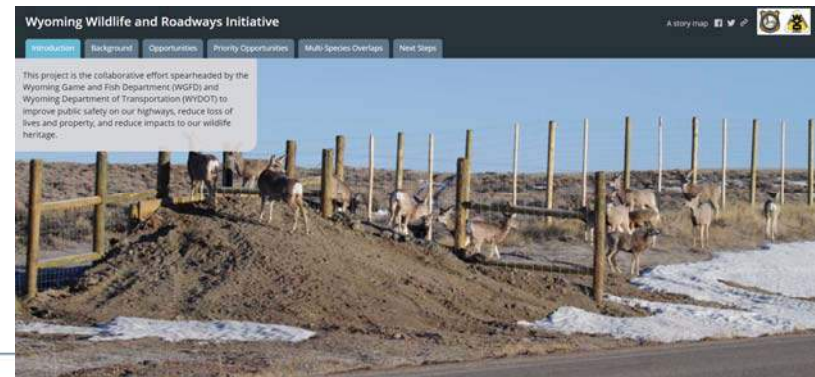 Wyoming Wildlife and Roadways Initiative
A story map
Introduction
Background
Opportunities
Priority Opportunities
Multi-Species Overlaps
Next Steps
This project is the collaborative effort spearheaded by the
Wyoming Game and Fish Department (WGFD) and
Wyoming Department of Transportation (WYDOT) to
improve public safety on our highways, reduce loss of
lives and property, and reduce impacts to our wildlife
heritage.